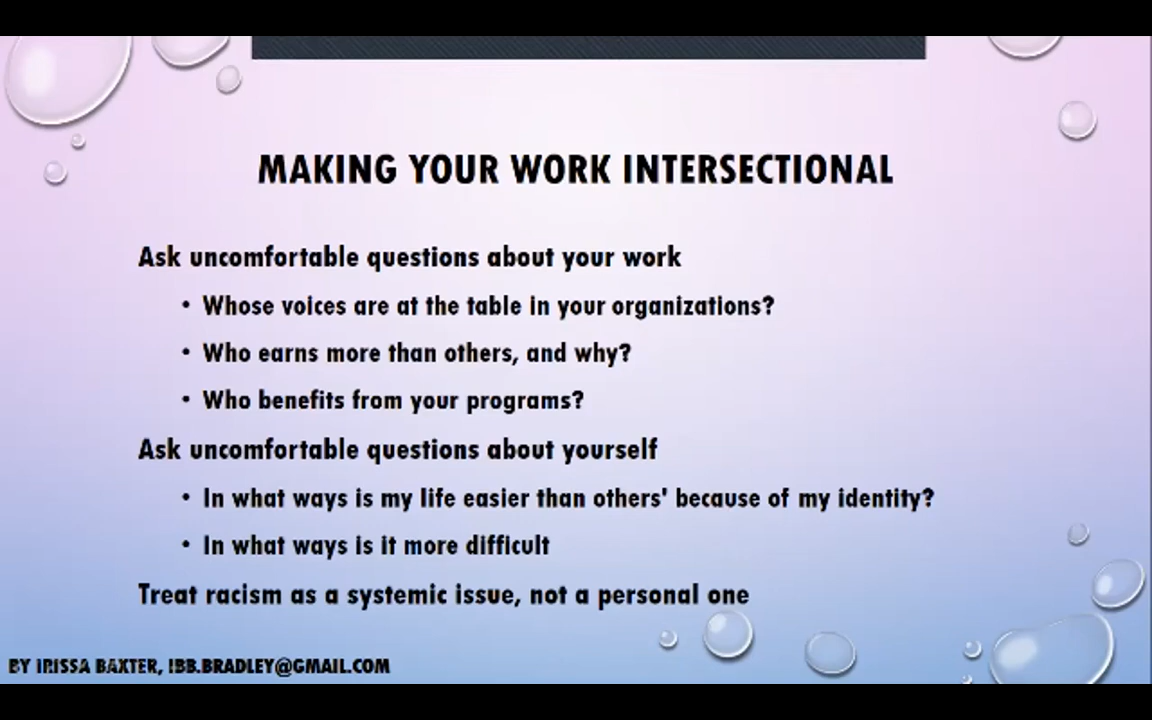 MAKING YOUR WORK INTERSECTIONAL
Ask uncomfortable questions about your work
• Whose voices are at the table in your organizations?
• Who earns more than others, and why?
• Who benefits from your programs?
Ask uncomfortable questions about yourself
• In what ways is my life easier than others' because of my identity?
• In what ways is it more difficult
Treat racism as a systemic issue, not a personal one
BY IRISSA BAXTER, IBB.BRADLEY@GMAIL.COM